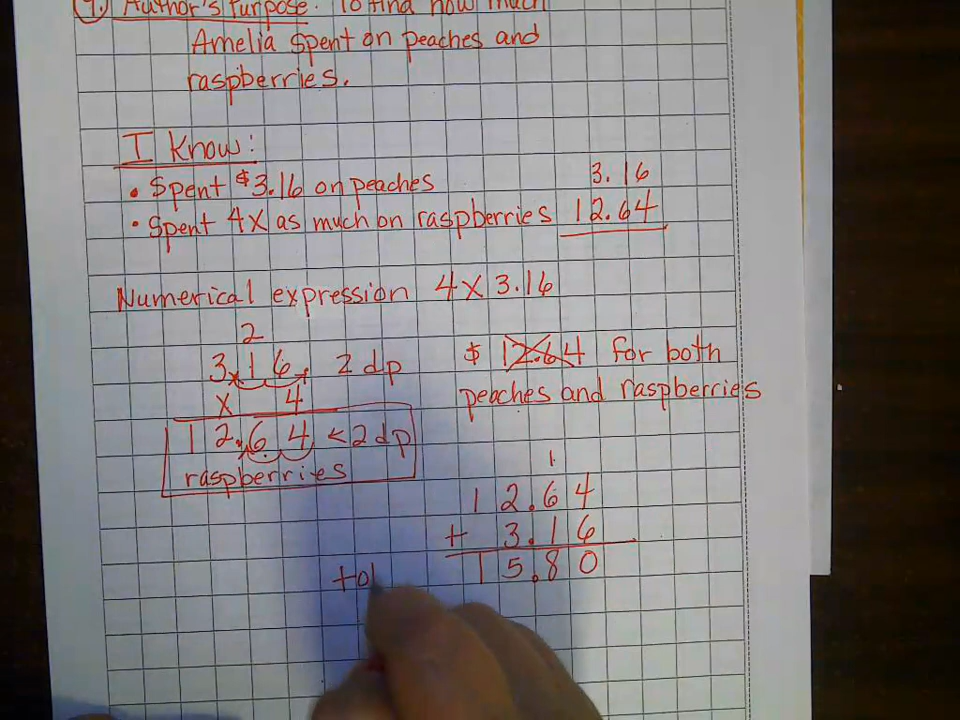 7. Author's Purpose: To find how much
Amelia spent on peaches and
raspberries.
I Know:
• Spent $3.16 on peaches
3.16
• Spent 4X as much on raspberries
12.64
Numerical expression 4 X 3.16
2
3.16, 2 dp
X 4
12.64 < 2 dp
raspberries
$ 12.64 for both
peaches and raspberries
1
12.64
+ 3.16
15.80
tot